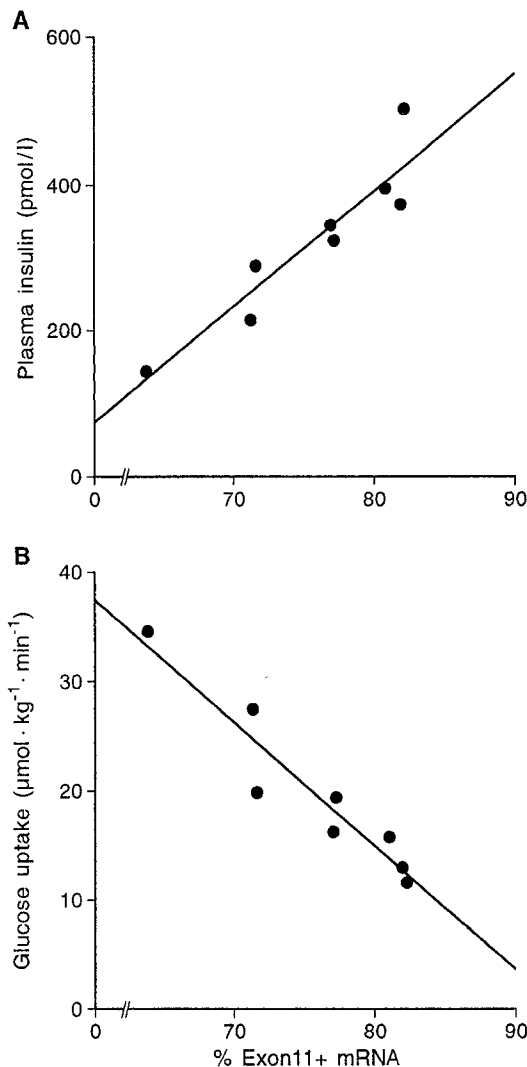 A
600
400
200
0
Plasma insulin (pmol/l)
0 70 80 90
B
40
30
20
10
0
Glucose uptake (μmol · kg⁻¹ · min⁻¹)
0 70 80 90
% Exon11+ mRNA